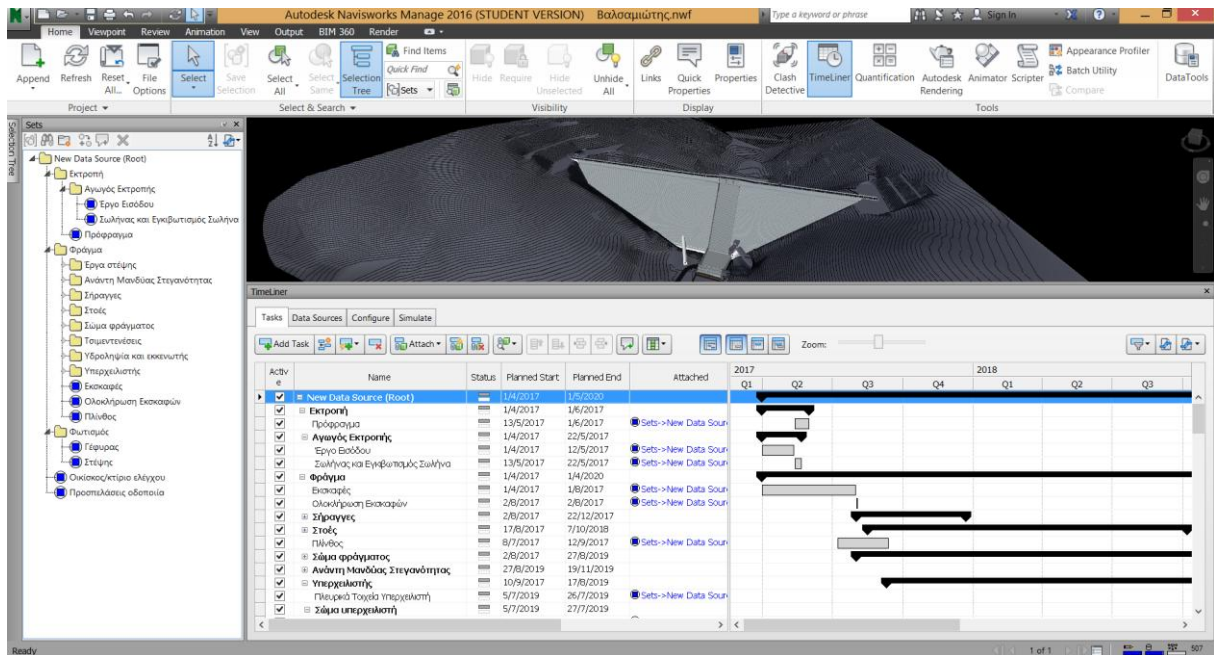 Autodesk Navisworks Manage 2016 (STUDENT VERSION) Βαλσαμιώτης.nwf
Type a keyword or phrase
Sign In
Home Viewpoint Review Animation View Output BIM 360 Render
Append Refresh Reset All... File Options
Project
Select Save Selection Select All Select Same Selection Tree
Find Items
Quick Find
Sets
Select & Search
Hide Require Hide Unselected Unhide All
Visibility
Links Quick Properties Properties
Display
Clash Detective TimeLiner Quantification Autodesk Rendering Animator Scripter
Appearance Profiler
Batch Utility
Compare
DataTools
Tools
Selection Tree
Sets
New Data Source (Root)
Εκτροπή
Αγωγός Εκτροπής
Έργο Εισόδου
Σωλήνας και Εγκιβωτισμός Σωλήνα
Πρόφραγμα
Φράγμα
Έργα στέψης
Ανάντη Μανδύας Στεγανότητας
Σήραγγες
Στοές
Σώμα φράγματος
Τσιμεντενέσεις
Υδροληψία και εκκενωτής
Υπερχειλιστής
Εκσκαφές
Ολοκλήρωση Εκσκαφών
Πλίνθος
Φωτισμός
Γέφυρας
Στέψης
Οικίσκος/κτίριο ελέγχου
Προσπελάσεις οδοποιία
TimeLiner
Tasks Data Sources Configure Simulate
Add Task Attach Zoom:
Active Name Status Planned Start Planned End Attached
2017 2018
Q1 Q2 Q3 Q4 Q1 Q2 Q3
New Data Source (Root) 1/4/2017 1/5/2020
Εκτροπή 1/4/2017 1/6/2017
Πρόφραγμα 13/5/2017 1/6/2017 Sets->New Data Sour
Αγωγός Εκτροπής 1/4/2017 22/5/2017
Έργο Εισόδου 1/4/2017 12/5/2017 Sets->New Data Sour
Σωλήνας και Εγκιβωτισμός Σωλήνα 13/5/2017 22/5/2017 Sets->New Data Sour
Φράγμα 1/4/2017 1/4/2020
Εκσκαφές 1/4/2017 1/8/2017 Sets->New Data Sour
Ολοκλήρωση Εκσκαφών 2/8/2017 2/8/2017 Sets->New Data Sour
Σήραγγες 2/8/2017 22/12/2017
Στοές 17/8/2017 7/10/2018
Πλίνθος 8/7/2017 12/9/2017 Sets->New Data Sour
Σώμα φράγματος 2/8/2017 27/8/2019
Ανάντη Μανδύας Στεγανότητας 27/8/2019 19/11/2019
Υπερχειλιστής 10/9/2017 17/8/2019
Πλευρικά Τοιχεία Υπερχειλιστή 5/7/2019 26/7/2019 Sets->New Data Sour
Σώμα υπερχειλιστή 5/7/2019 27/7/2019
Ready
1 of 1
507